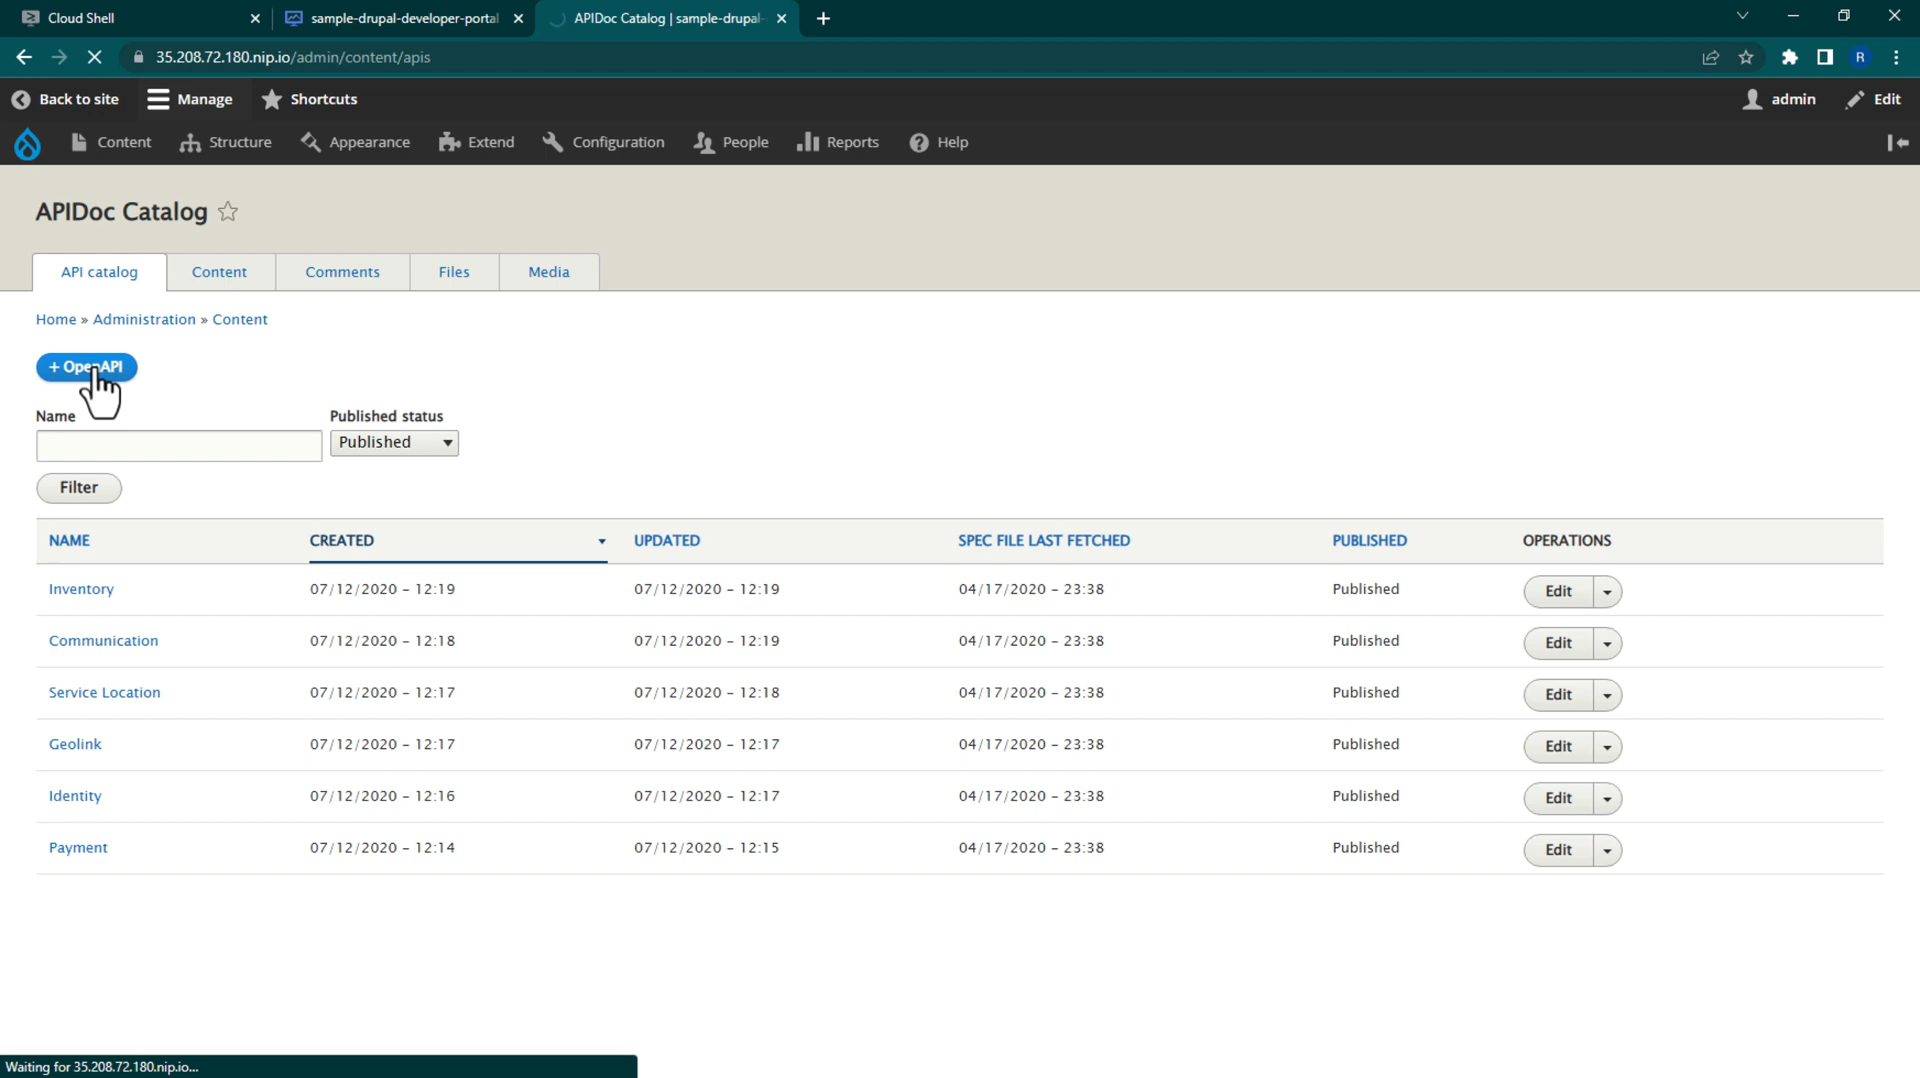 Cloud Shell
sample-drupal-developer-portal
APIDoc Catalog | sample-drupal-
35.208.72.180.nip.io/admin/content/apis
R
Back to site
Manage
Shortcuts
admin
Edit
Content
Structure
Appearance
Extend
Configuration
People
Reports
Help
APIDoc Catalog
API catalog
Content
Comments
Files
Media
Home » Administration » Content
+ OpenAPI
Name
Published status
Published
Filter
NAME CREATED UPDATED SPEC FILE LAST FETCHED PUBLISHED OPERATIONS
Inventory 07/12/2020 - 12:19 07/12/2020 - 12:19 04/17/2020 - 23:38 Published Edit
Communication 07/12/2020 - 12:18 07/12/2020 - 12:19 04/17/2020 - 23:38 Published Edit
Service Location 07/12/2020 - 12:17 07/12/2020 - 12:18 04/17/2020 - 23:38 Published Edit
Geolink 07/12/2020 - 12:17 07/12/2020 - 12:17 04/17/2020 - 23:38 Published Edit
Identity 07/12/2020 - 12:16 07/12/2020 - 12:17 04/17/2020 - 23:38 Published Edit
Payment 07/12/2020 - 12:14 07/12/2020 - 12:15 04/17/2020 - 23:38 Published Edit
Waiting for 35.208.72.180.nip.io...